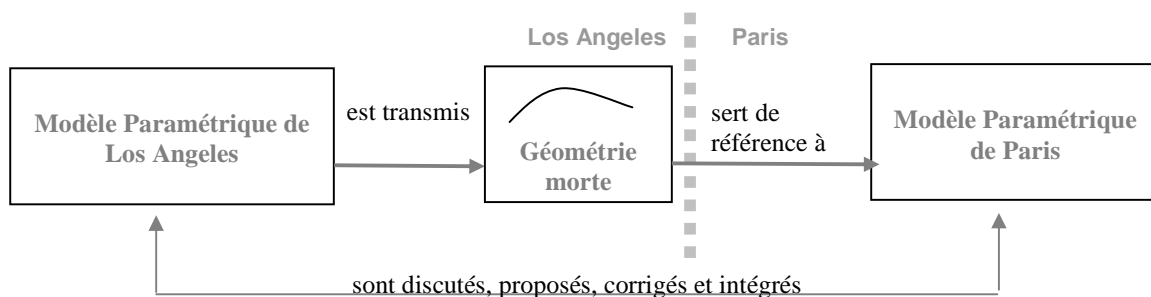 Los Angeles Paris
Modèle Paramétrique de
Los Angeles
est transmis
Géométrie
morte
sert de
référence à
Modèle Paramétrique
de Paris
sont discutés, proposés, corrigés et intégrés